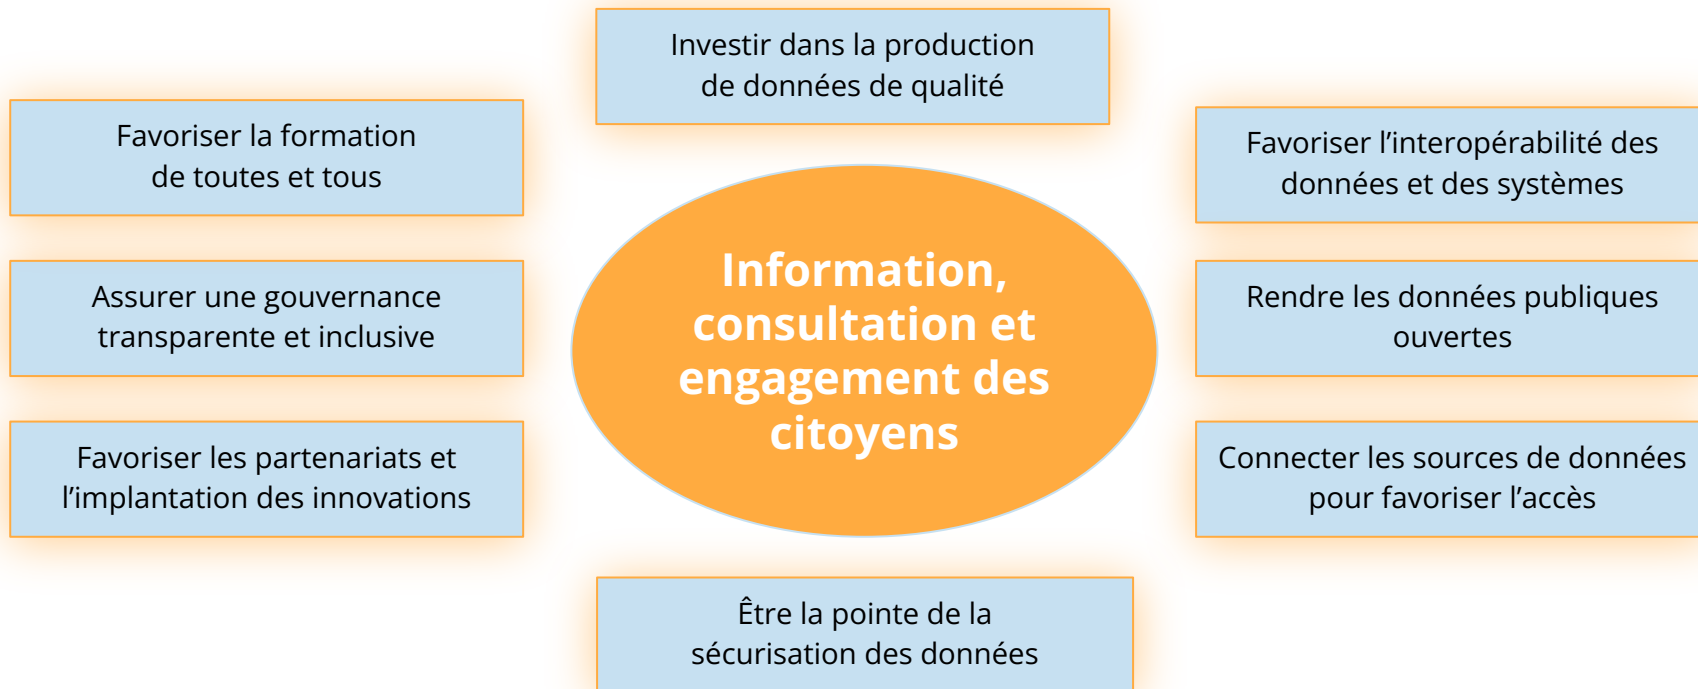 Investir dans la production
de données de qualité
Favoriser la formation
de toutes et tous
Favoriser l’interopérabilité des
données et des systèmes
Information,
consultation et
engagement des
citoyens
Assurer une gouvernance
transparente et inclusive
Rendre les données publiques
ouvertes
Favoriser les partenariats et
l’implantation des innovations
Connecter les sources de données
pour favoriser l’accès
Être la pointe de la
sécurisation des données